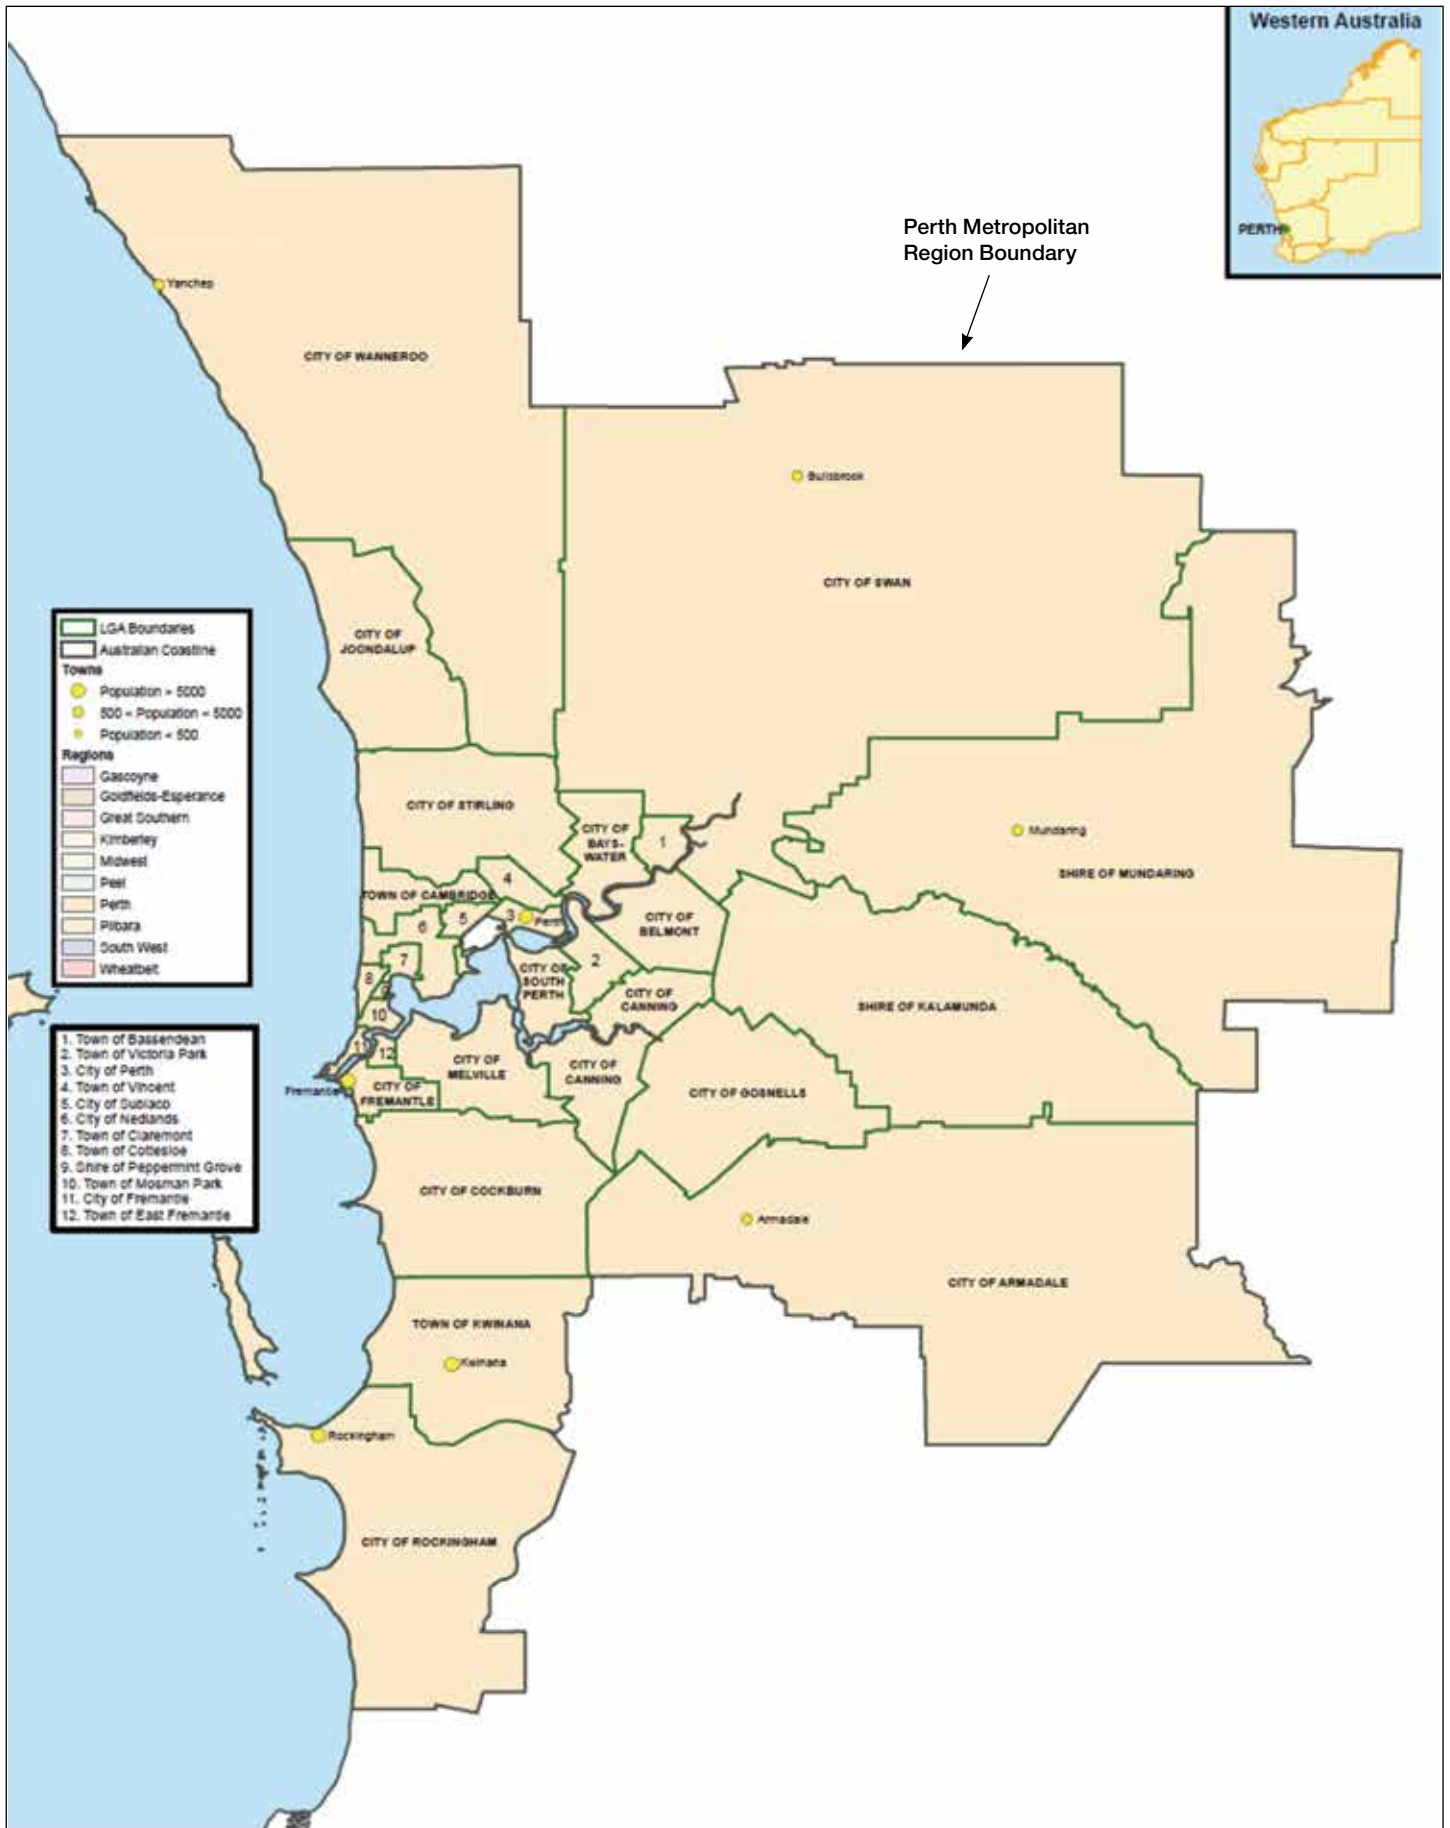 Western Australia
PERTH
Perth Metropolitan
Region Boundary
Yanchep
CITY OF WANNEROO
Bullsbrook
CITY OF SWAN
CITY OF
JOONDALUP
LGA Boundaries
Australian Coastline
Towns
Population > 5000
500 < Population < 5000
Population < 500
Regions
Gascoyne
Goldfields-Esperance
Great Southern
Kimberley
Midwest
Peel
Perth
Pilbara
South West
Wheatbelt
CITY OF STIRLING
CITY OF
BAYS-
WATER
1
Mundaring
SHIRE OF MUNDARING
4
TOWN OF CAMBRIDGE
5
3
Perth
6
CITY OF
BELMONT
7
2
8
CITY OF
SOUTH
PERTH
9
CITY OF
CANNING
SHIRE OF KALAMUNDA
10
11
12
CITY OF
MELVILLE
CITY OF
CANNING
Fremantle
CITY OF
FREMANTLE
CITY OF GOSNELLS
1. Town of Bassendean
2. Town of Victoria Park
3. City of Perth
4. Town of Vincent
5. City of Subiaco
6. City of Nedlands
7. Town of Claremont
8. Town of Cottesloe
9. Shire of Peppermint Grove
10. Town of Mosman Park
11. City of Fremantle
12. Town of East Fremantle
CITY OF COCKBURN
Armadale
CITY OF ARMADALE
TOWN OF KWINANA
Kwinana
Rockingham
CITY OF ROCKINGHAM